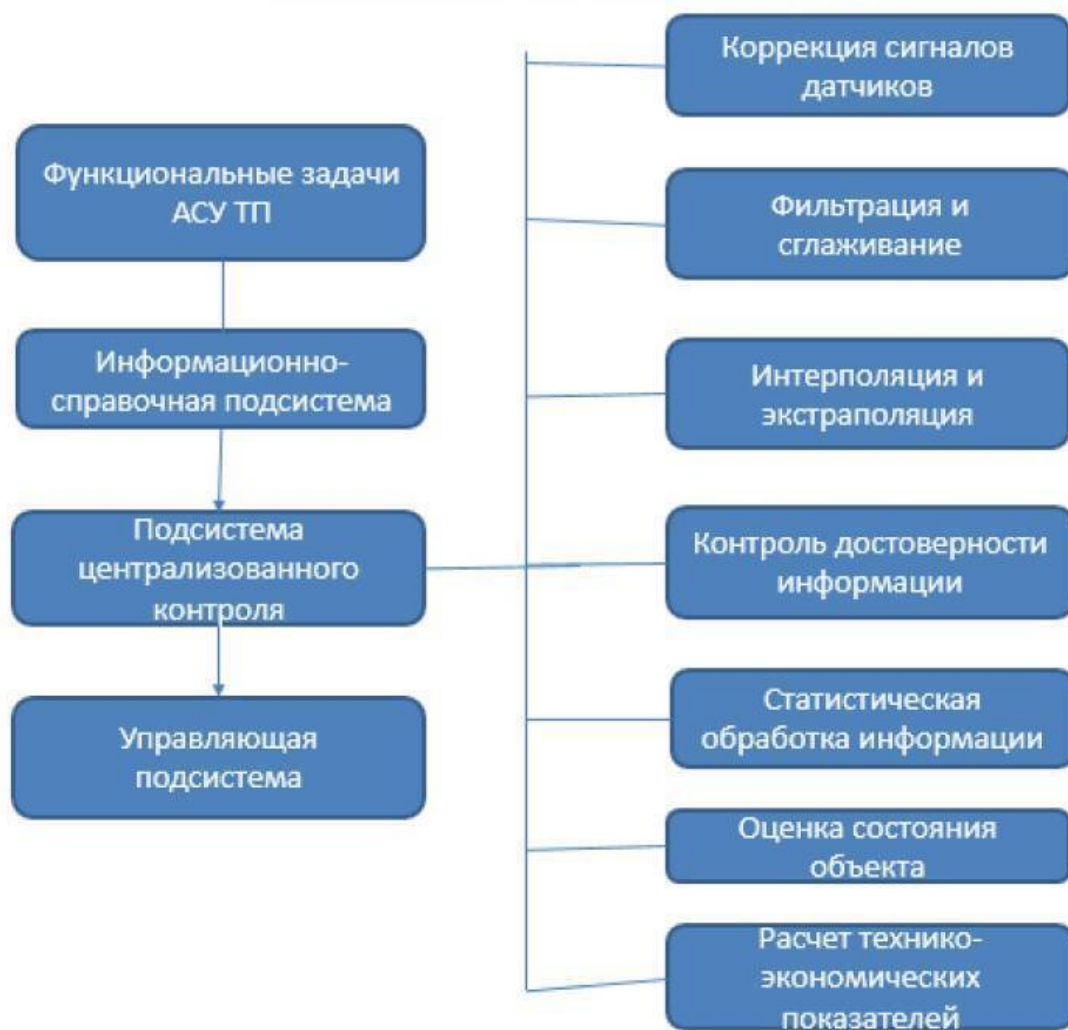 Функциональные задачи
АСУ ТП
Информационно-
справочная подсистема
Подсистема
централизованного
контроля
Управляющая
подсистема
Коррекция сигналов
датчиков
Фильтрация и
сглаживание
Интерполяция и
экстраполяция
Контроль достоверности
информации
Статистическая
обработка информации
Оценка состояния
объекта
Расчет технико-
экономических
показателей